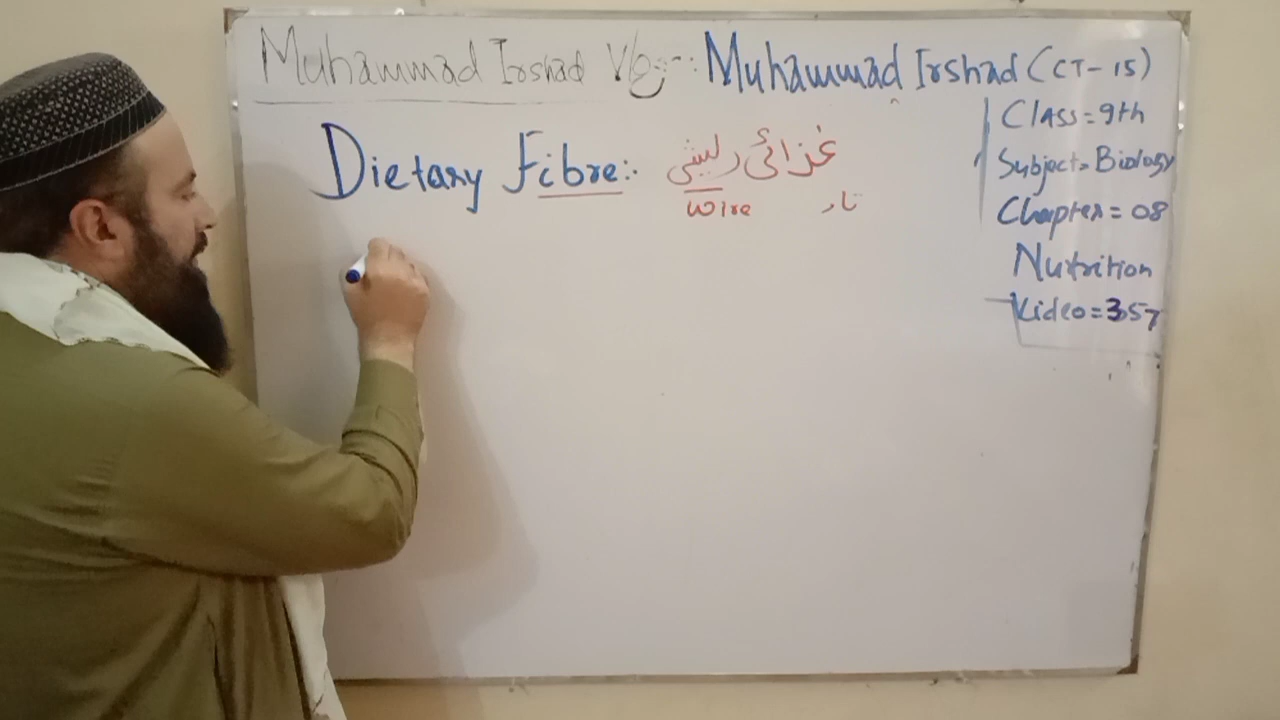 Muhammad Irshad Vlog:- Muhammad Irshad (CT-15)
Dietary Fibre: غزائی ریشے
wire تار
Class=9th
Subject=Biology
Chapter=08
Nutrition
Video=357